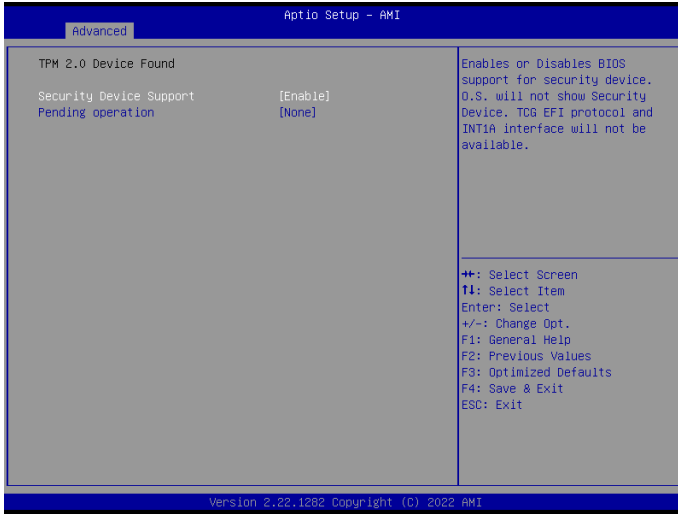 Aptio Setup - AMI
Advanced
TPM 2.0 Device Found
Security Device Support [Enable]
Pending operation [None]
Enables or Disables BIOS
support for security device.
O.S. will not show Security
Device. TCG EFI protocol and
INT1A interface will not be
available.
→←: Select Screen
↑↓: Select Item
Enter: Select
+/-: Change Opt.
F1: General Help
F2: Previous Values
F3: Optimized Defaults
F4: Save & Exit
ESC: Exit
Version 2.22.1282 Copyright (C) 2022 AMI